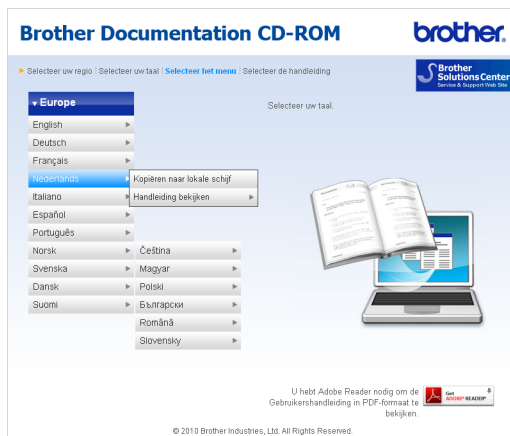 Brother Documentation CD-ROM
brother.
Selecteer uw regio | Selecteer uw taal | Selecteer het menu | Selecteer de handleiding
Brother
Solutions Center
Service & Support Web Site
Europe
Selecteer uw taal.
English
Deutsch
Français
Nederlands
Kopiëren naar lokale schijf
Italiano
Handleiding bekijken
Español
Português
Norsk
Čeština
Svenska
Magyar
Dansk
Polski
Suomi
Български
Română
Slovensky
U hebt Adobe Reader nodig om de
Gebruikershandleiding in PDF-formaat te
bekijken.
Get
ADOBE® READER®
© 2010 Brother Industries, Ltd. All Rights Reserved.